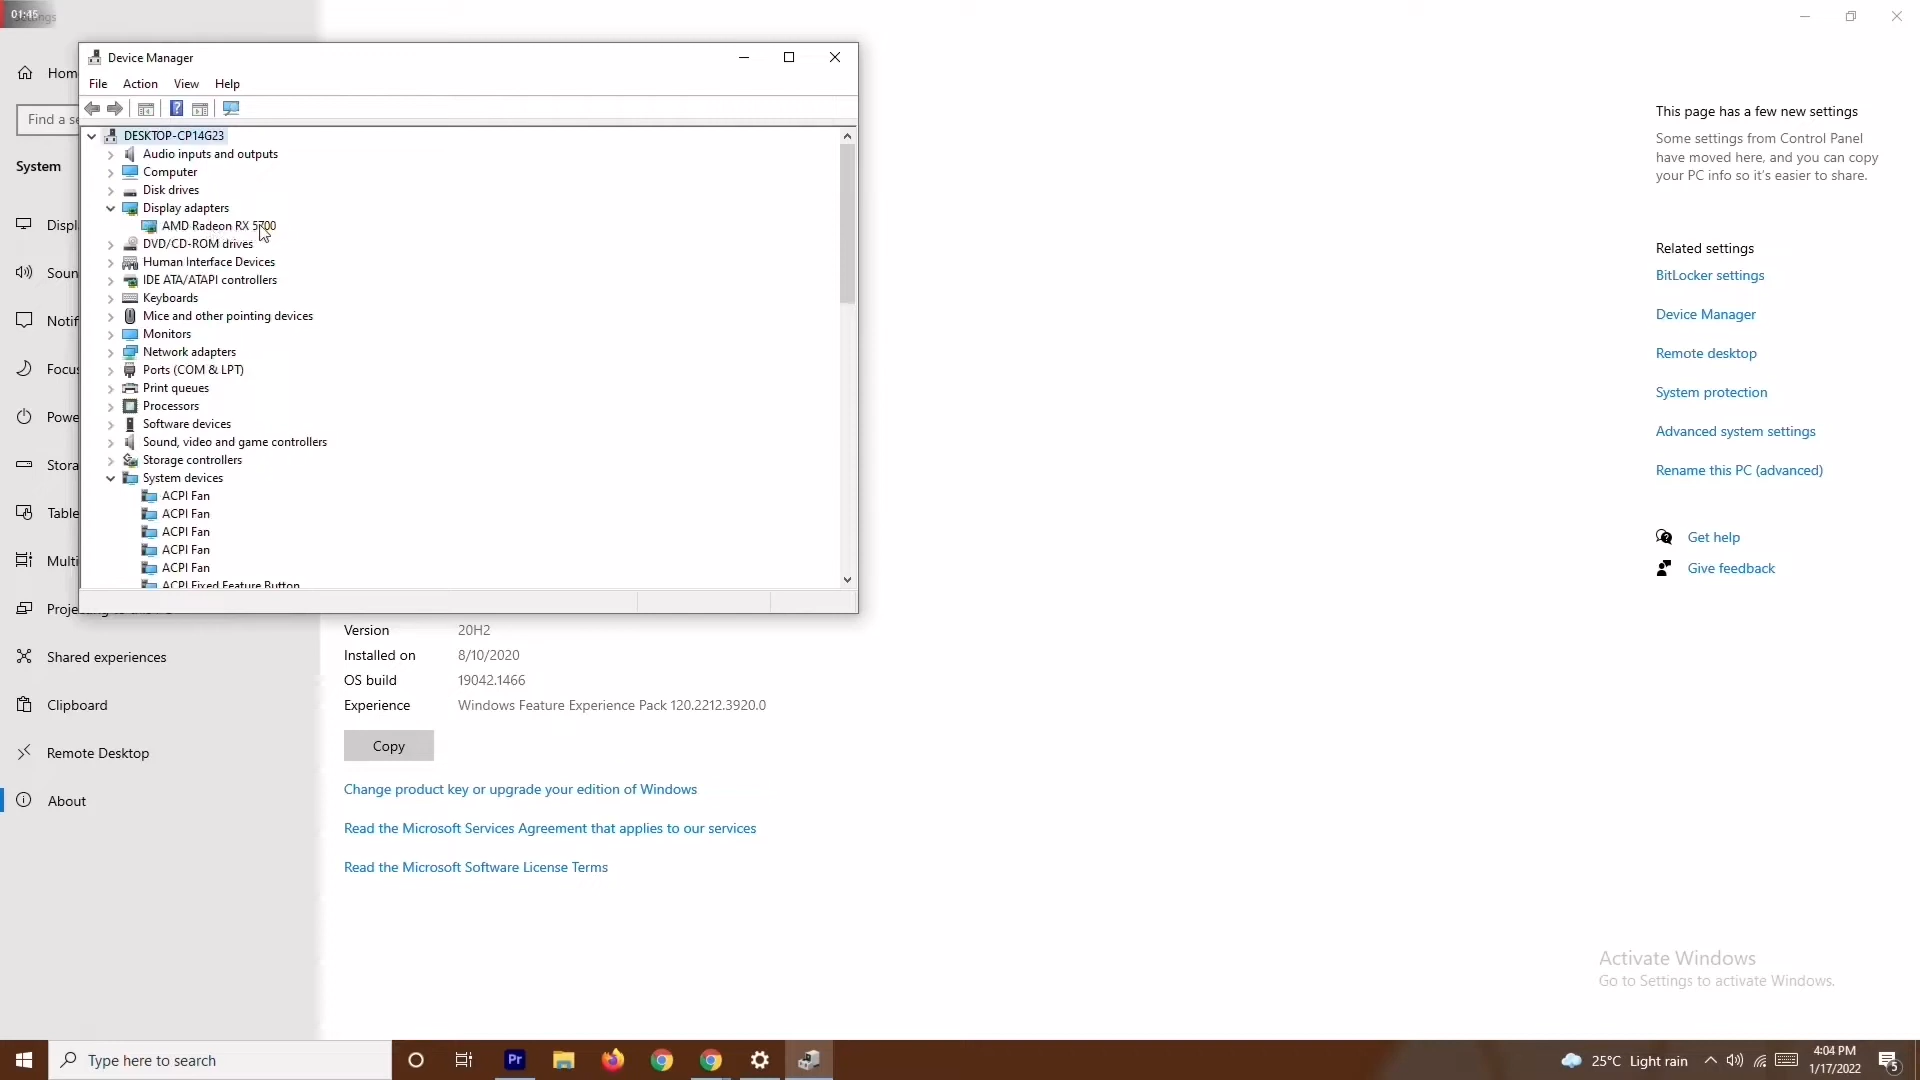 01:45
Device Manager
File Action View Help
DESKTOP-CP14G23
Audio inputs and outputs
Computer
Disk drives
Display adapters
AMD Radeon RX 5700
DVD/CD-ROM drives
Human Interface Devices
IDE ATA/ATAPI controllers
Keyboards
Mice and other pointing devices
Monitors
Network adapters
Ports (COM & LPT)
Print queues
Processors
Software devices
Sound, video and game controllers
Storage controllers
System devices
ACPI Fan
ACPI Fan
ACPI Fan
ACPI Fan
ACPI Fan
ACPI Fixed Feature Button
Hom
Find a se
System
Displ
Soun
Notif
Focus
Powe
Stora
Table
Multi
Shared experiences
Clipboard
Remote Desktop
About
Version 20H2
Installed on 8/10/2020
OS build 19042.1466
Experience Windows Feature Experience Pack 120.2212.3920.0
Copy
Change product key or upgrade your edition of Windows
Read the Microsoft Services Agreement that applies to our services
Read the Microsoft Software License Terms
This page has a few new settings
Some settings from Control Panel
have moved here, and you can copy
your PC info so it's easier to share.
Related settings
BitLocker settings
Device Manager
Remote desktop
System protection
Advanced system settings
Rename this PC (advanced)
Get help
Give feedback
Activate Windows
Go to Settings to activate Windows.
Type here to search
Pr
25°C Light rain
4:04 PM
1/17/2022
5